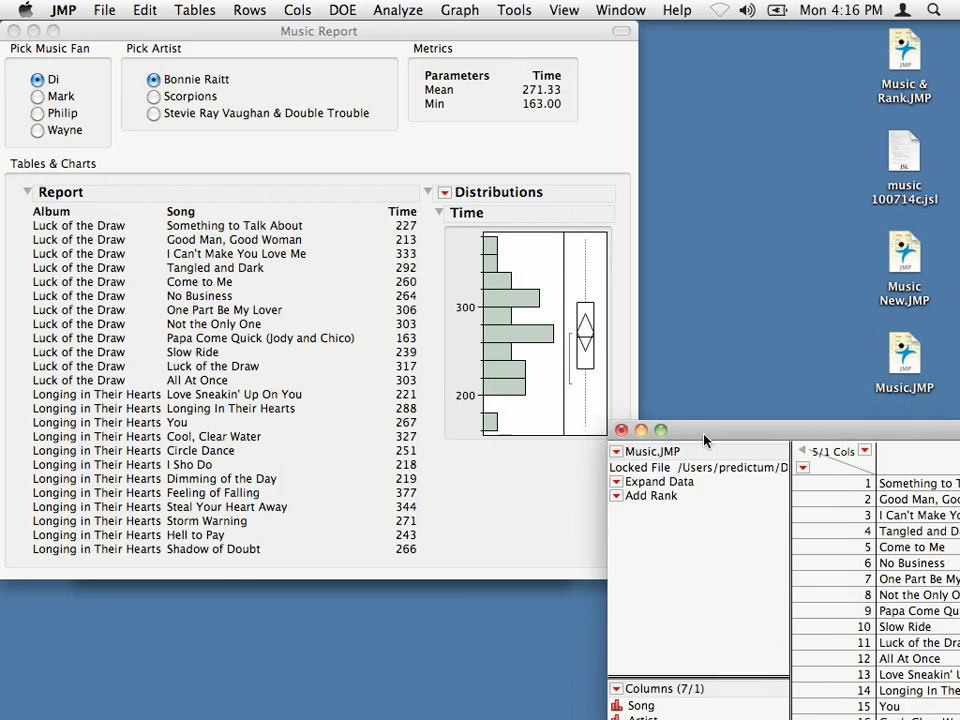 JMP File Edit Tables Rows Cols DOE Analyze Graph Tools View Window Help Mon 4:16 PM
Music Report
Pick Music Fan Pick Artist Metrics
Di Bonnie Raitt Parameters Time
Mark Scorpions Mean 271.33
Philip Stevie Ray Vaughan & Double Trouble Min 163.00
Wayne
Tables & Charts
Report
Album Song Time
Luck of the Draw Something to Talk About 227
Luck of the Draw Good Man, Good Woman 213
Luck of the Draw I Can't Make You Love Me 333
Luck of the Draw Tangled and Dark 292
Luck of the Draw Come to Me 260
Luck of the Draw No Business 264
Luck of the Draw One Part Be My Lover 306
Luck of the Draw Not the Only One 303
Luck of the Draw Papa Come Quick (Jody and Chico) 163
Luck of the Draw Slow Ride 239
Luck of the Draw Luck of the Draw 317
Luck of the Draw All At Once 303
Longing in Their Hearts Love Sneakin' Up On You 221
Longing in Their Hearts Longing In Their Hearts 288
Longing in Their Hearts You 267
Longing in Their Hearts Cool, Clear Water 327
Longing in Their Hearts Circle Dance 251
Longing in Their Hearts I Sho Do 218
Longing in Their Hearts Dimming of the Day 219
Longing in Their Hearts Feeling of Falling 377
Longing in Their Hearts Steal Your Heart Away 344
Longing in Their Hearts Storm Warning 271
Longing in Their Hearts Hell to Pay 243
Longing in Their Hearts Shadow of Doubt 266
Distributions
Time
300
200
JMP
Music &
Rank.JMP
JSL
music
100714c.jsl
JMP
Music
New.JMP
JMP
Music.JMP
Music.JMP
Locked File /Users/predictum/D
Expand Data
Add Rank
Columns (7/1)
Song
Artist
5/1 Cols
1 Something to T
2 Good Man, Goo
3 I Can't Make Yo
4 Tangled and D
5 Come to Me
6 No Business
7 One Part Be My
8 Not the Only O
9 Papa Come Qu
10 Slow Ride
11 Luck of the Dra
12 All At Once
13 Love Sneakin' U
14 Longing In The
15 You